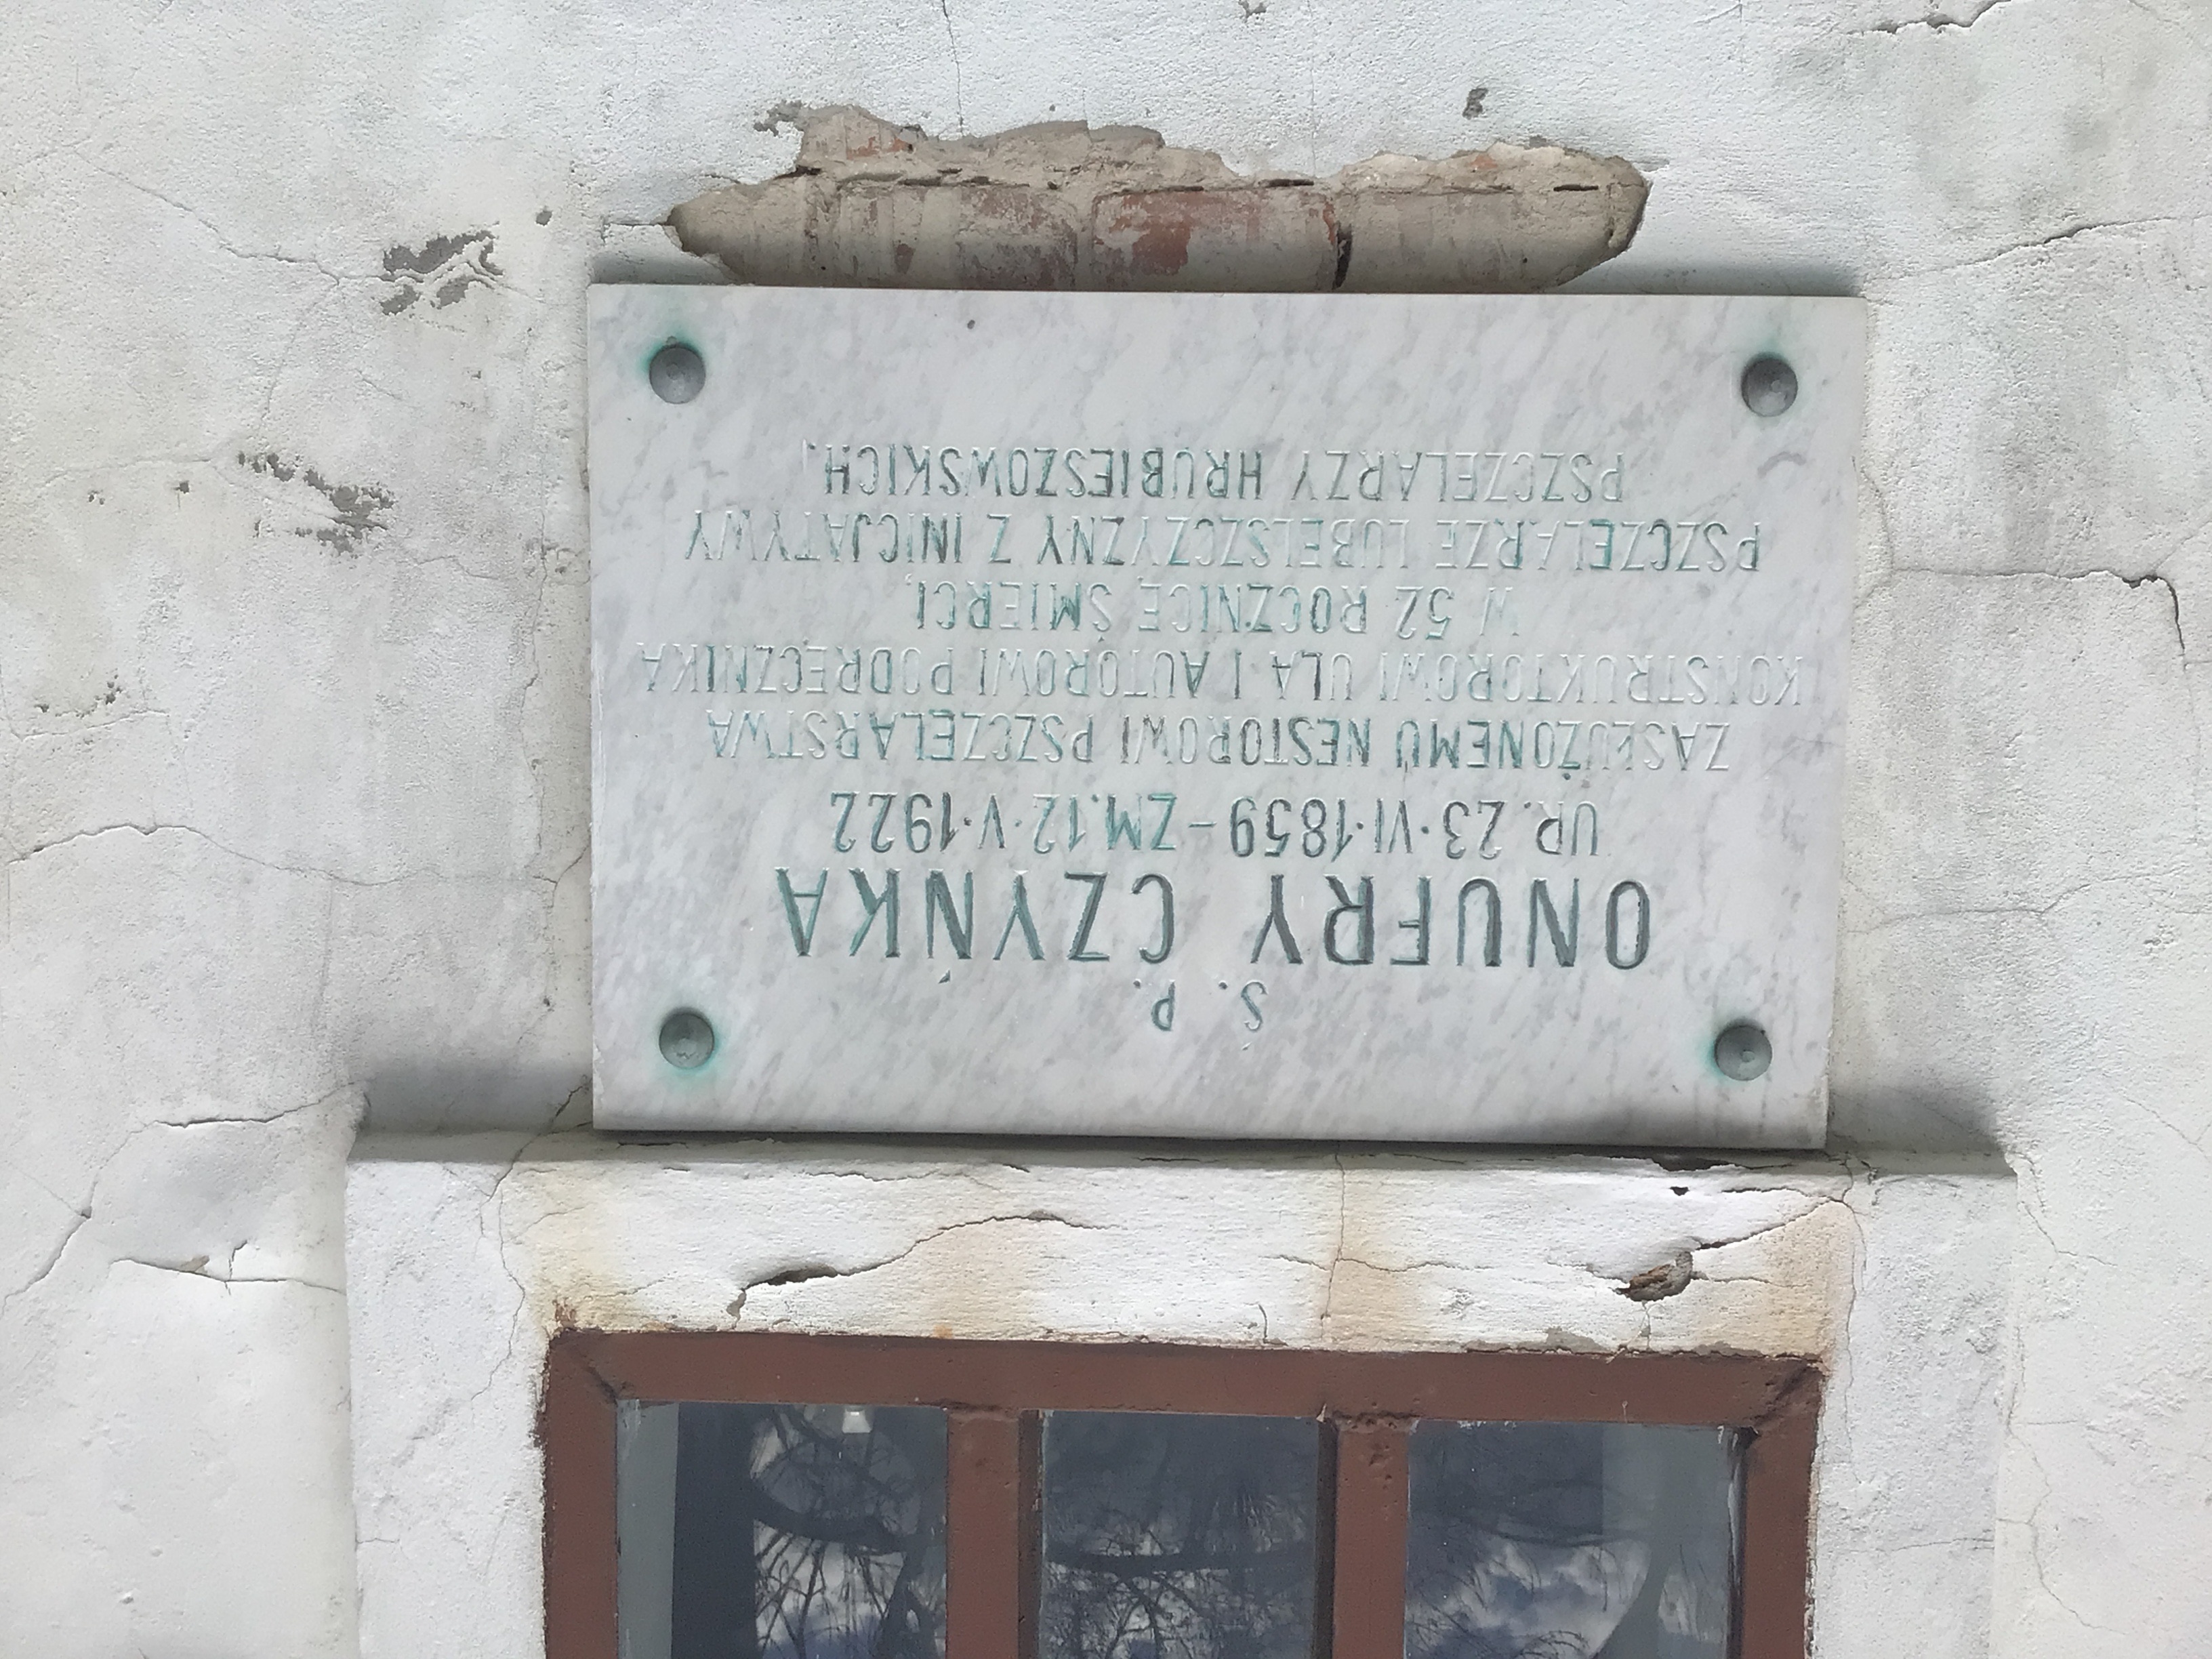 Ś. P.
ONUFRY CZYŃKA
UR. 23·VI·1859–ZM.12·V·1922
ZASŁUŻONEMU NESTOROWI PSZCZELARSTWA
KONSTRUKTOROWI ULA I AUTOROWI PODRĘCZNIKA
W 52 ROCZNICĘ ŚMIERCI,
PSZCZELARZE LUBELSZCZYZNY Z INICJATYWY
PSZCZELARZY HRUBIESZOWSKICH.